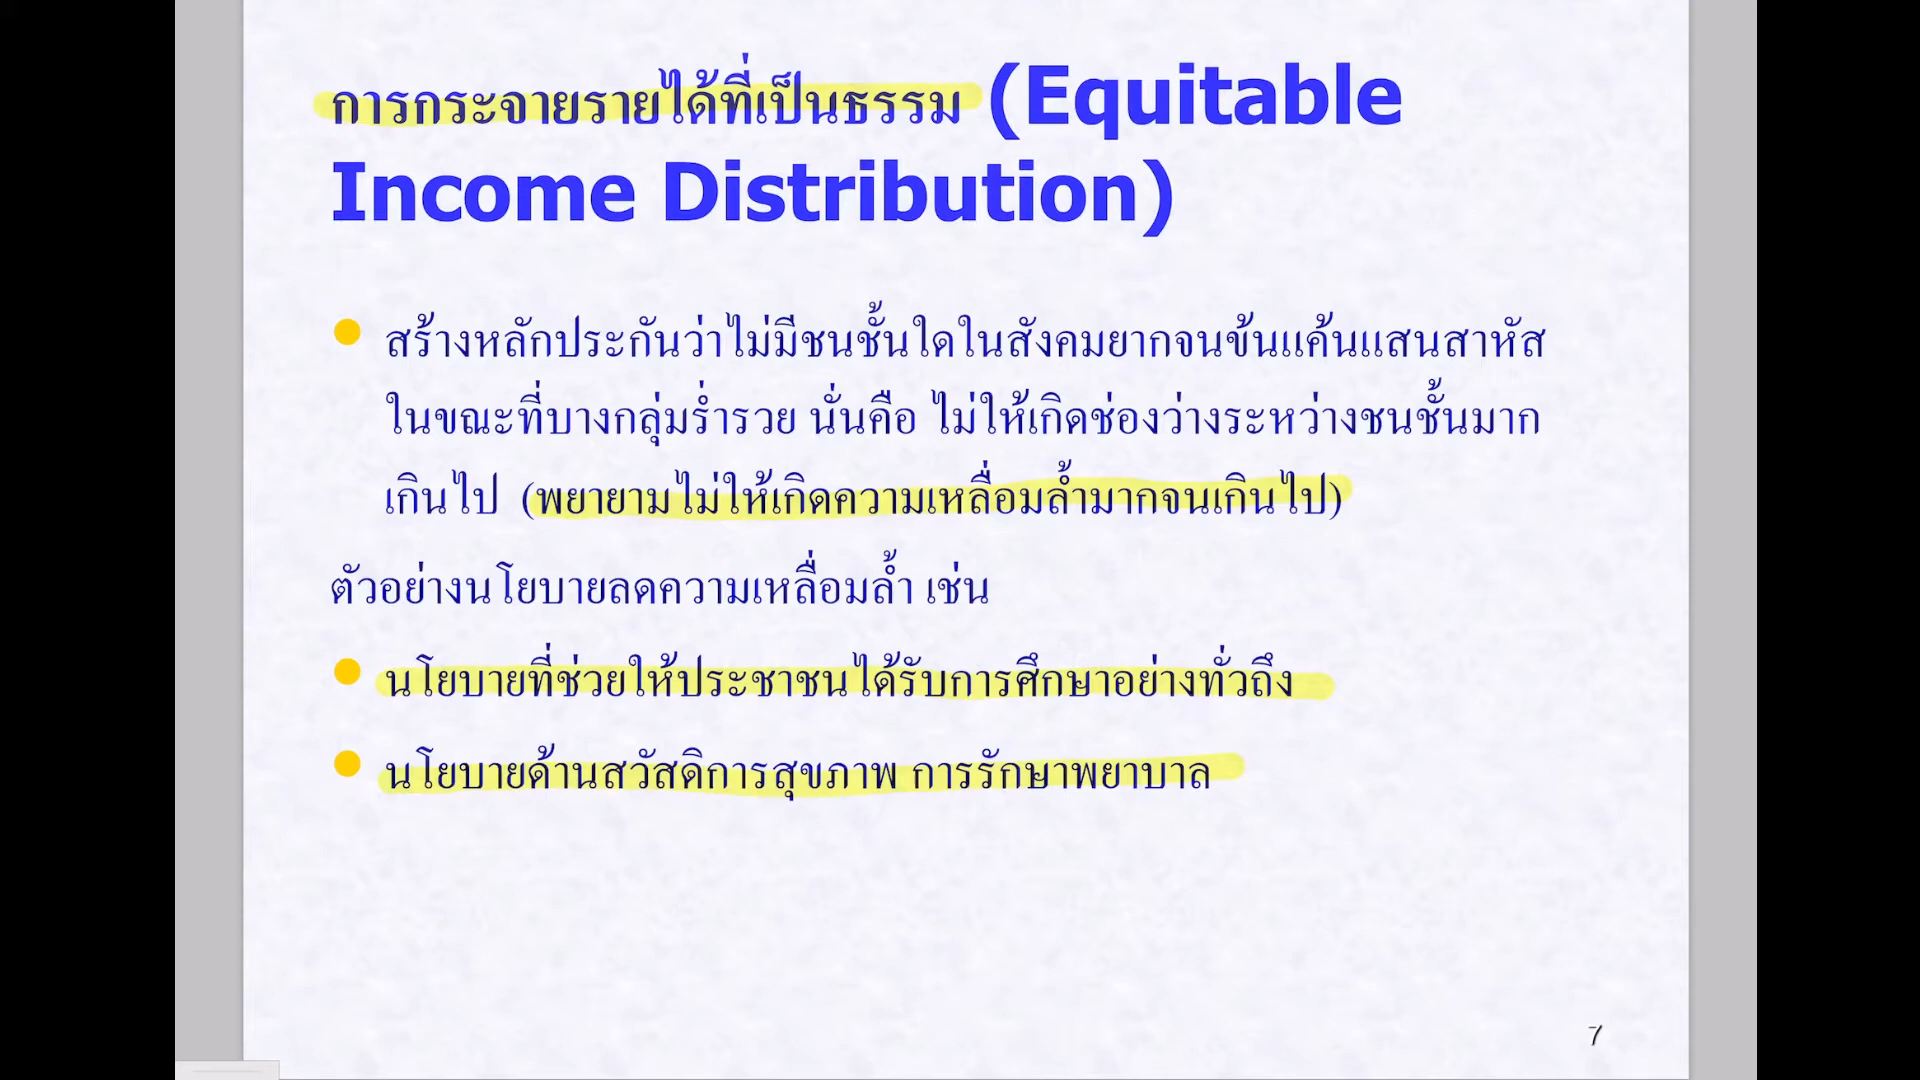 การกระจายรายได้ที่เป็นธรรม (Equitable
Income Distribution)
สร้างหลักประกันว่าไม่มีชนชั้นใดในสังคมยากจนข้นแค้นแสนสาหัส
ในขณะที่บางกลุ่มร่ำรวย นั่นคือ ไม่ให้เกิดช่องว่างระหว่างชนชั้นมาก
เกินไป (พยายามไม่ให้เกิดความเหลื่อมล้ำมากจนเกินไป)
ตัวอย่างนโยบายลดความเหลื่อมล้ำ เช่น
นโยบายที่ช่วยให้ประชาชนได้รับการศึกษาอย่างทั่วถึง
นโยบายด้านสวัสดิการสุขภาพ การรักษาพยาบาล
7